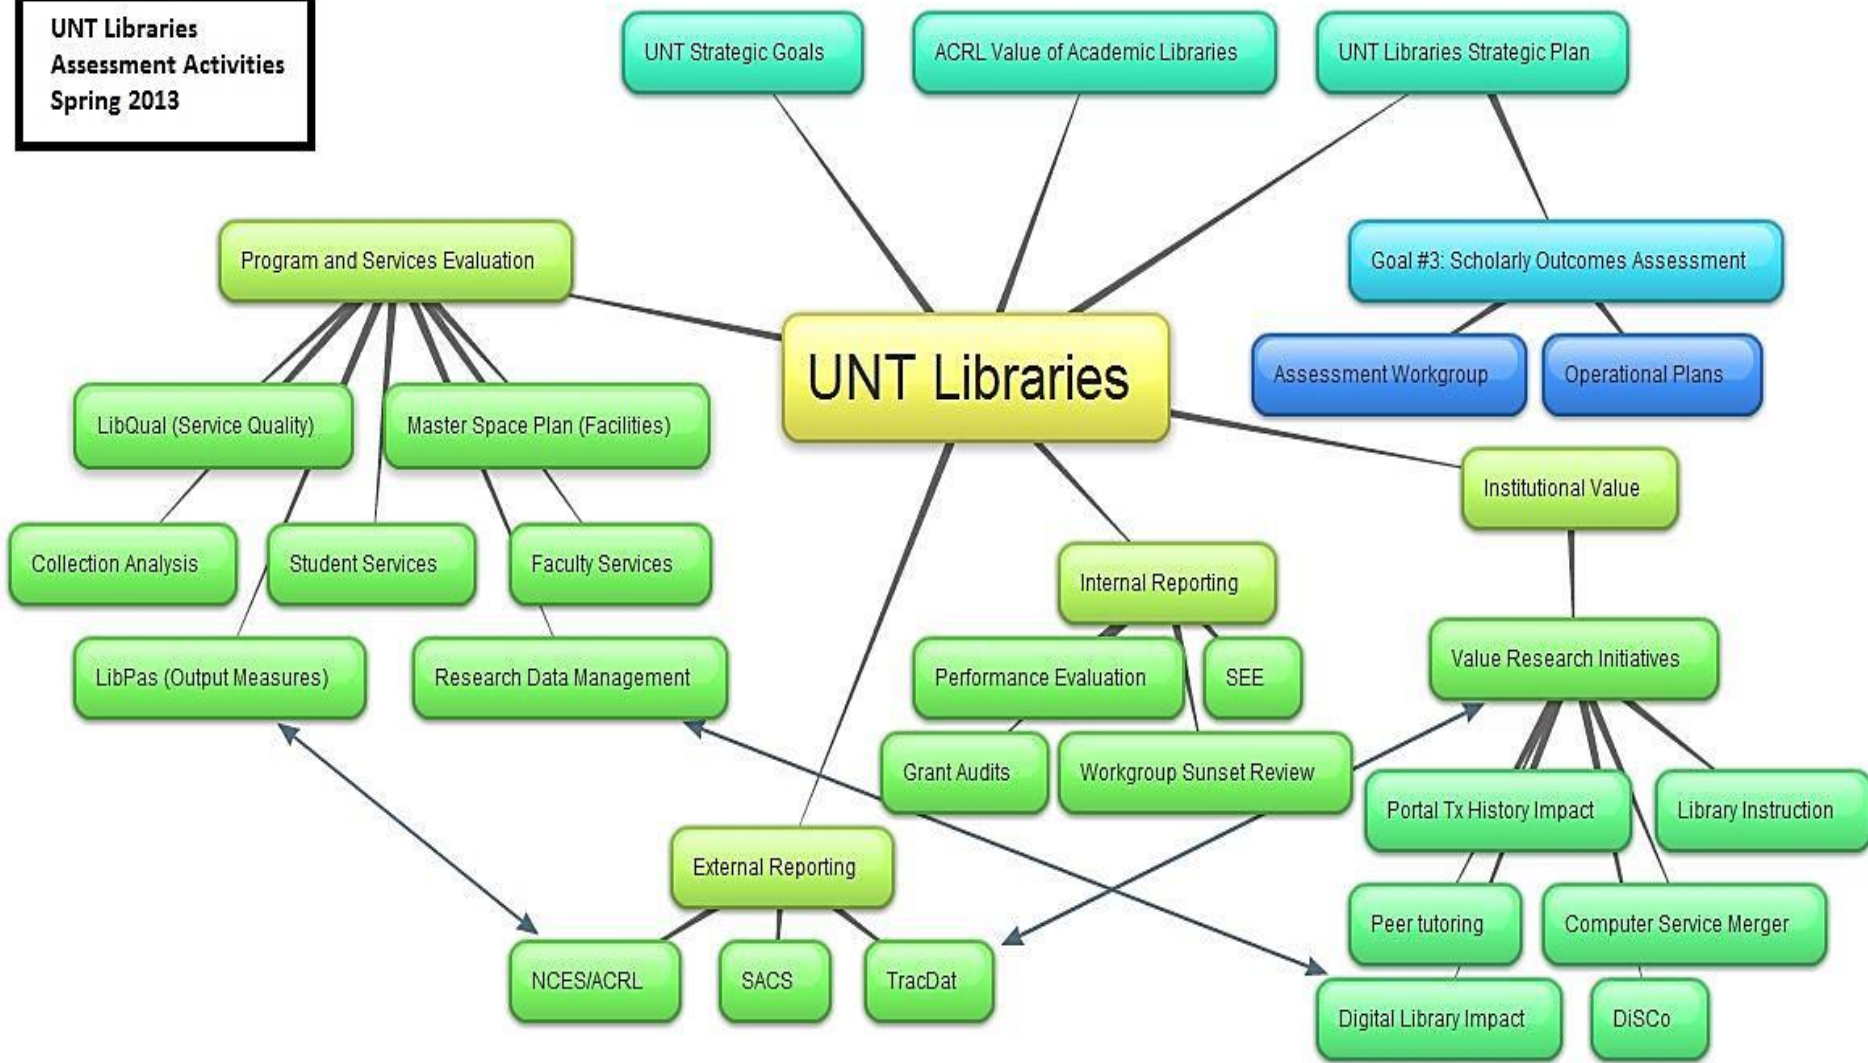 UNT Libraries
Assessment Activities
Spring 2013
UNT Strategic Goals
ACRL Value of Academic Libraries
UNT Libraries Strategic Plan
Program and Services Evaluation
Goal #3: Scholarly Outcomes Assessment
UNT Libraries
Assessment Workgroup
Operational Plans
LibQual (Service Quality)
Master Space Plan (Facilities)
Institutional Value
Collection Analysis
Student Services
Faculty Services
Internal Reporting
LibPas (Output Measures)
Research Data Management
Performance Evaluation
SEE
Value Research Initiatives
Grant Audits
Workgroup Sunset Review
Portal Tx History Impact
Library Instruction
External Reporting
Peer tutoring
Computer Service Merger
NCES/ACRL
SACS
TracDat
Digital Library Impact
DiSCo